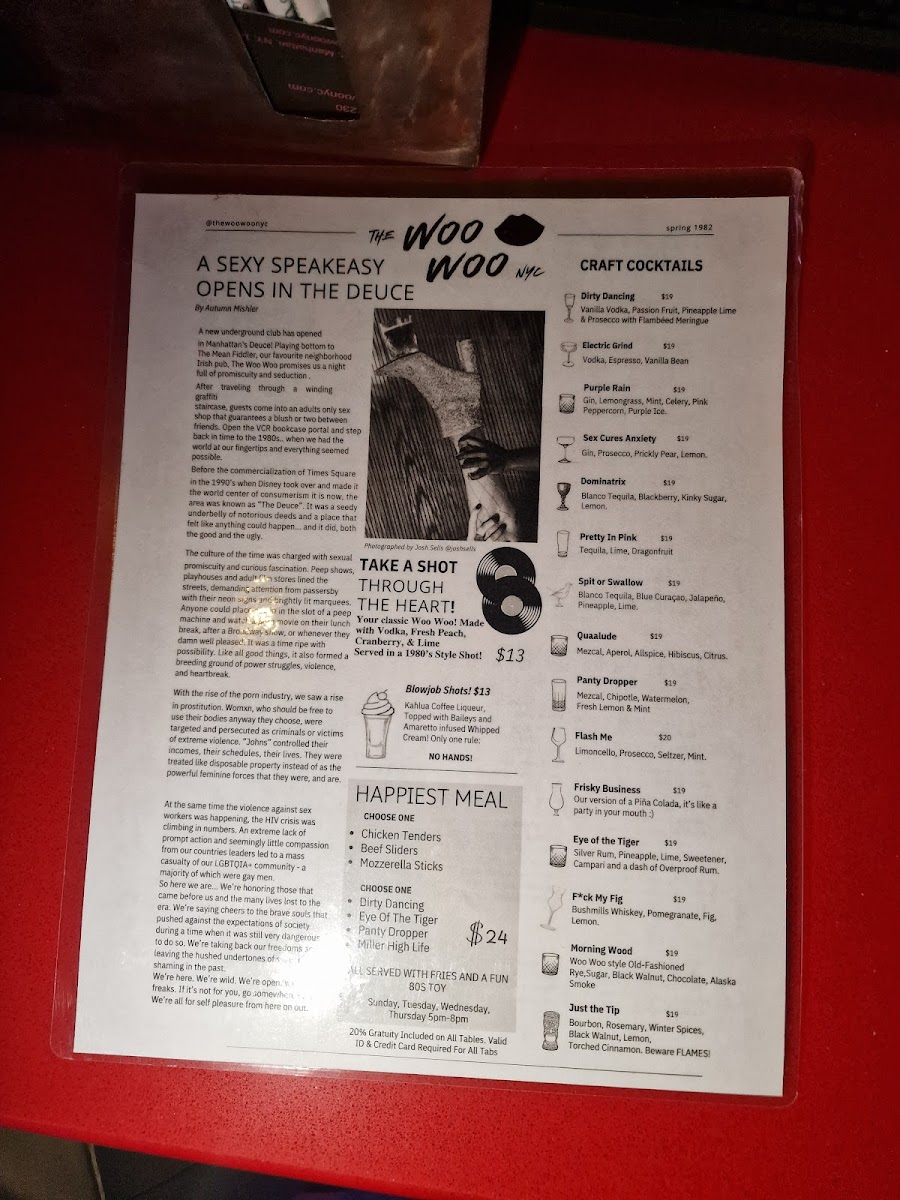 Manhattan, NY, 1
woonyc.com
230
voonyc.com
@thewoowoonyc
THE WOO
WOO NYC
spring 1982
A SEXY SPEAKEASY
OPENS IN THE DEUCE
By Autumn Mishler
A new underground club has opened
in Manhattan's Deuce! Playing bottom to
The Mean Fiddler, our favourite neighborhood
Irish pub, The Woo Woo promises us a night
full of promiscuity and seduction .
After traveling through a winding
graffiti
staircase, guests come into an adults only sex
shop that guarantees a blush or two between
friends. Open the VCR bookcase portal and step
back in time to the 1980s.. when we had the
world at our fingertips and everything seemed
possible.
Before the commercialization of Times Square
in the 1990's when Disney took over and made it
the world center of consumerism it is now, the
area was known as "The Deuce". It was a seedy
underbelly of notorious deeds and a place that
felt like anything could happen... and it did, both
the good and the ugly.
The culture of the time was charged with sexual
promiscuity and curious fascination. Peep shows,
playhouses and adult stores lined the
streets, demanding attention from passersby
with their neon signs and brightly lit marquees.
Anyone could place in the slot of a peep
machine and watch movie on their lunch
break, after a Broadway show, or whenever they
damn well pleased. It was a time ripe with
possibility. Like all good things, it also formed a
breeding ground of power struggles, violence,
and heartbreak.
With the rise of the porn industry, we saw a rise
in prostitution. Womxn, who should be free to
use their bodies anyway they choose, were
targeted and persecuted as criminals or victims
of extreme violence. "Johns" controlled their
incomes, their schedules, their lives. They were
treated like disposable property instead of as the
powerful feminine forces that they were, and are.
At the same time the violence against sex
workers was happening, the HIV crisis was
climbing in numbers. An extreme lack of
prompt action and seemingly little compassion
from our countries leaders led to a mass
casualty of our LGBTQIA+ community - a
majority of which were gay men.
So here we are... We're honoring those that
came before us and the many lives lost to the
era. We're saying cheers to the brave souls that
pushed against the expectations of society
during a time when it was still very dangerous
to do so. We're taking back our freedoms
leaving the hushed undertones of
shaming in the past.
We're here. We're wild. We're open,
freaks. If it's not for you, go somewhere
We're all for self pleasure from here on out.
Photographed by Josh Sells @joshsells
TAKE A SHOT
THROUGH
THE HEART!
Your classic Woo Woo! Made
with Vodka, Fresh Peach,
Cranberry, & Lime
Served in a 1980's Style Shot! $13
Blowjob Shots! $13
Kahlua Coffee Liqueur,
Topped with Baileys and
Amaretto infused Whipped
Cream! Only one rule:
NO HANDS!
HAPPIEST MEAL
CHOOSE ONE
• Chicken Tenders
• Beef Sliders
• Mozzerella Sticks
CHOOSE ONE
• Dirty Dancing
• Eye Of The Tiger
• Panty Dropper
• Miller High Life
$24
ALL SERVED WITH FRIES AND A FUN
80S TOY
Sunday, Tuesday, Wednesday,
Thursday 5pm-8pm
20% Gratuity Included on All Tables. Valid
ID & Credit Card Required For All Tabs
CRAFT COCKTAILS
Dirty Dancing $19
Vanilla Vodka, Passion Fruit, Pineapple Lime
& Prosecco with Flambéed Meringue
Electric Grind $19
Vodka, Espresso, Vanilla Bean
Purple Rain $19
Gin, Lemongrass, Mint, Celery, Pink
Peppercorn, Purple Ice.
Sex Cures Anxiety $19
Gin, Prosecco, Prickly Pear, Lemon.
Dominatrix $19
Blanco Tequila, Blackberry, Kinky Sugar,
Lemon.
Pretty In Pink $19
Tequila, Lime, Dragonfruit
Spit or Swallow $19
Blanco Tequila, Blue Curaçao, Jalapeño,
Pineapple, Lime.
Quaalude $19
Mezcal, Aperol, Allspice, Hibiscus, Citrus.
Panty Dropper $19
Mezcal, Chipotle, Watermelon,
Fresh Lemon & Mint
Flash Me $20
Limoncello, Prosecco, Seltzer, Mint.
Frisky Business $19
Our version of a Piña Colada, it's like a
party in your mouth :)
Eye of the Tiger $19
Silver Rum, Pineapple, Lime, Sweetener,
Campari and a dash of Overproof Rum.
F*ck My Fig $19
Bushmills Whiskey, Pomegranate, Fig,
Lemon.
Morning Wood $19
Woo Woo style Old-Fashioned
Rye,Sugar, Black Walnut, Chocolate, Alaska
Smoke
Just the Tip $19
Bourbon, Rosemary, Winter Spices,
Black Walnut, Lemon,
Torched Cinnamon. Beware FLAMES!